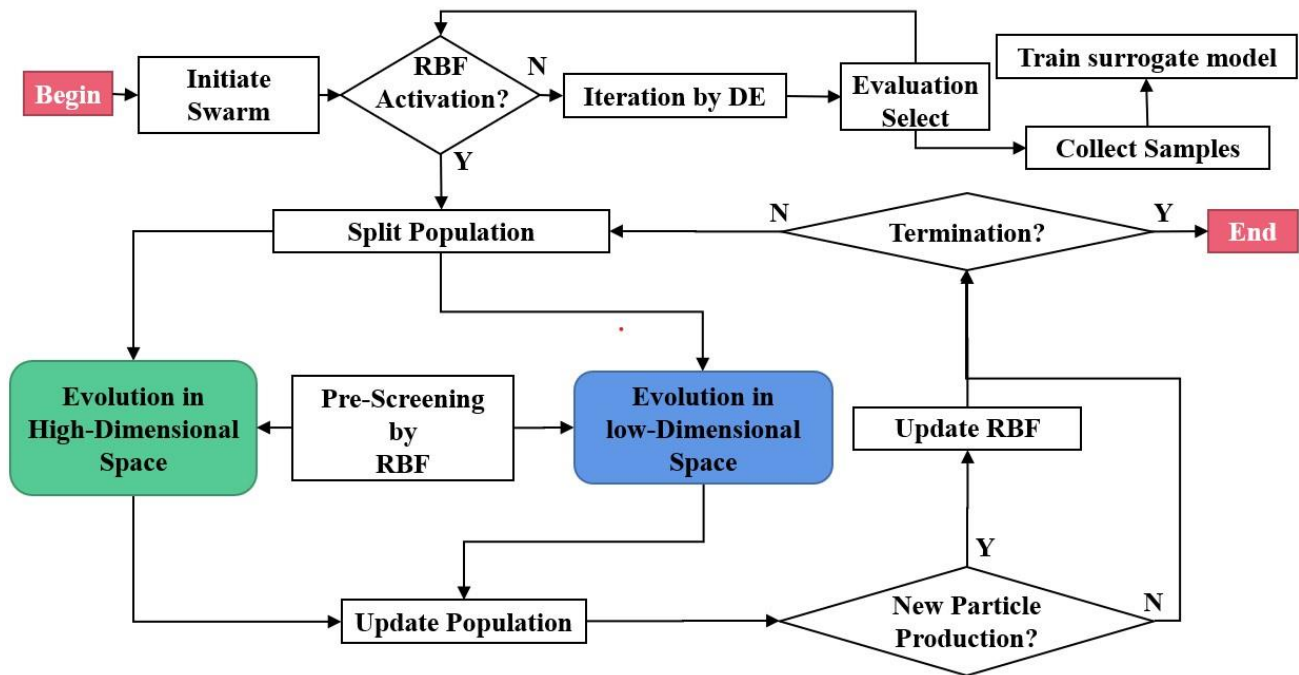 Begin
Initiate
Swarm
RBF
Activation?
N
Iteration by DE
Evaluation
Select
Train surrogate model
Collect Samples
Y
Split Population
N
Termination?
Y
End
Evolution in
High-Dimensional
Space
Pre-Screening
by
RBF
Evolution in
low-Dimensional
Space
Update RBF
Y
Update Population
New Particle
Production?
N